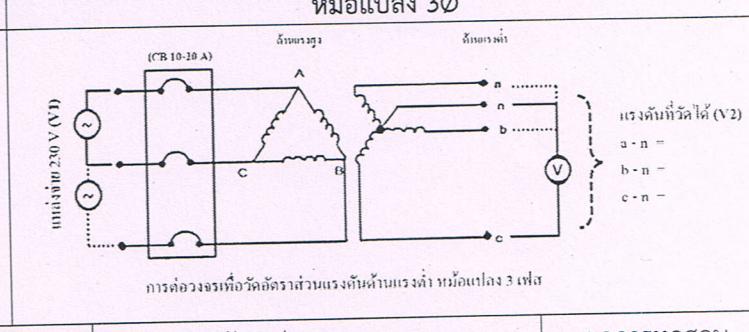 หม้อแปลง 3Ø
ด้านแรงสูง
ด้านแรงต่ำ
(CB 10-20 A)
A
a
n
b
C
B
V
c
แหล่งจ่าย 230 V (V1)
แรงดันที่วัดได้ (V2)
a - n =
b - n =
c - n =
การต่อวงจรเพื่อวัดอัตราส่วนแรงดันด้านแรงต่ำ หม้อแปลง 3 เฟส